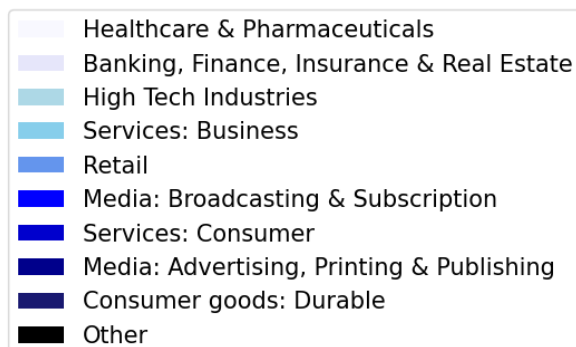 Healthcare & Pharmaceuticals
Banking, Finance, Insurance & Real Estate
High Tech Industries
Services: Business
Retail
Media: Broadcasting & Subscription
Services: Consumer
Media: Advertising, Printing & Publishing
Consumer goods: Durable
Other